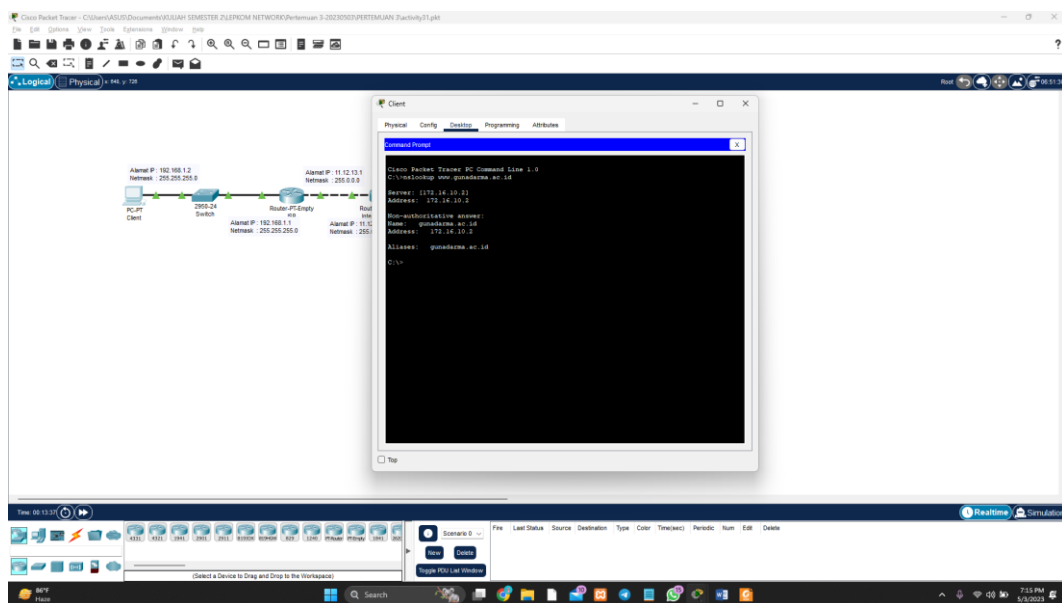 Cisco Packet Tracer - C:\Users\ASUS\Documents\KULIAH SEMESTER 2\LEPKOM NETWORK\Pertemuan 3-20230503\PERTEMUAN 3\activity31.pkt
File Edit Options View Tools Extensions Window Help
Logical Physical x: 646, y: 726
Root
Client
Physical Config Desktop Programming Attributes
Command Prompt X
Cisco Packet Tracer PC Command Line 1.0
C:\>nslookup www.gunadarma.ac.id
Server: [172.16.10.2]
Address: 172.16.10.2
Non-authoritative answer:
Name: gunadarma.ac.id
Address: 172.16.10.2
Aliases: gunadarma.ac.id
C:\>
Top
Alamat IP : 192.168.1.2
Netmask : 255.255.255.0
Alamat IP : 11.12.13.1
Netmask : 255.0.0.0
PC-PT
Client
2950-24
Switch
Router-PT-Empty
Alamat IP : 192.168.1.1
Netmask : 255.255.255.0
Alamat IP : 11.12
Netmask : 255.
Time: 00:13:37
Realtime Simulation
4331 4321 1941 2901 2911 819IOX 819HGW 829 1240
(Select a Device to Drag and Drop to the Workspace)
Scenario 0
New Delete
Toggle PDU List Window
Fire Last Status Source Destination Type Color Time(sec) Periodic Num Edit Delete
86°F
Haze
Search
7:15 PM
5/3/2023